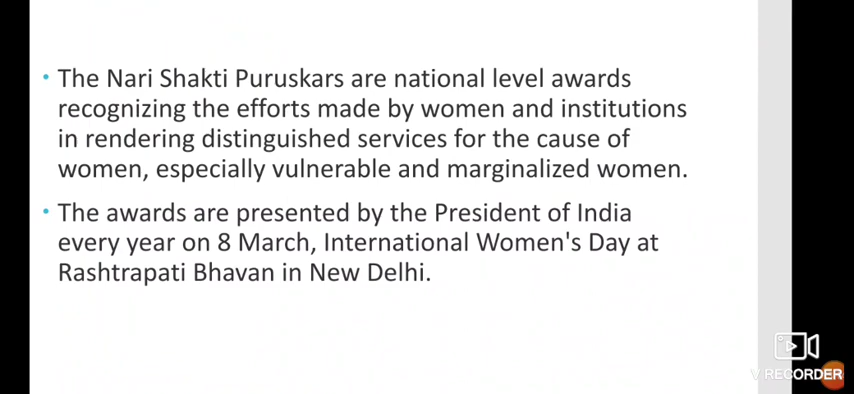 • The Nari Shakti Puruskars are national level awards
recognizing the efforts made by women and institutions
in rendering distinguished services for the cause of
women, especially vulnerable and marginalized women.
• The awards are presented by the President of India
every year on 8 March, International Women's Day at
Rashtrapati Bhavan in New Delhi.
V RECORDER